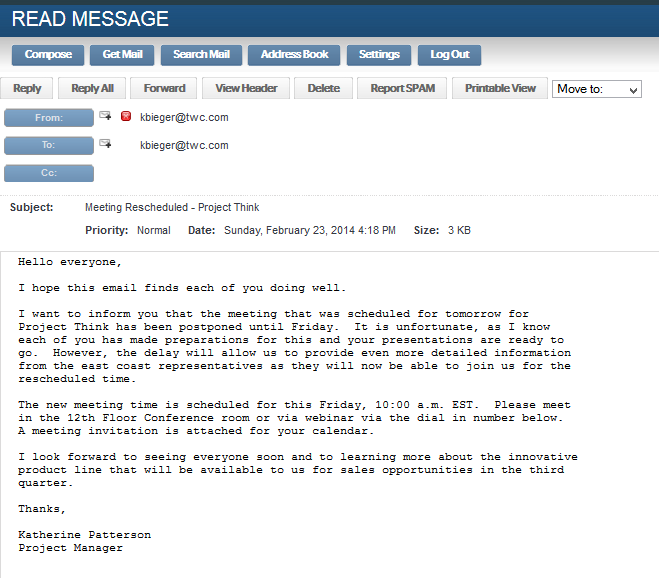 READ MESSAGE
Compose Get Mail Search Mail Address Book Settings Log Out
Reply Reply All Forward View Header Delete Report SPAM Printable View Move to:
From: kbieger@twc.com
To: kbieger@twc.com
Cc:
Subject: Meeting Rescheduled - Project Think
Priority: Normal Date: Sunday, February 23, 2014 4:18 PM Size: 3 KB
Hello everyone,
I hope this email finds each of you doing well.
I want to inform you that the meeting that was scheduled for tomorrow for
Project Think has been postponed until Friday. It is unfortunate, as I know
each of you has made preparations for this and your presentations are ready to
go. However, the delay will allow us to provide even more detailed information
from the east coast representatives as they will now be able to join us for the
rescheduled time.
The new meeting time is scheduled for this Friday, 10:00 a.m. EST. Please meet
in the 12th Floor Conference room or via webinar via the dial in number below.
A meeting invitation is attached for your calendar.
I look forward to seeing everyone soon and to learning more about the innovative
product line that will be available to us for sales opportunities in the third
quarter.
Thanks,
Katherine Patterson
Project Manager